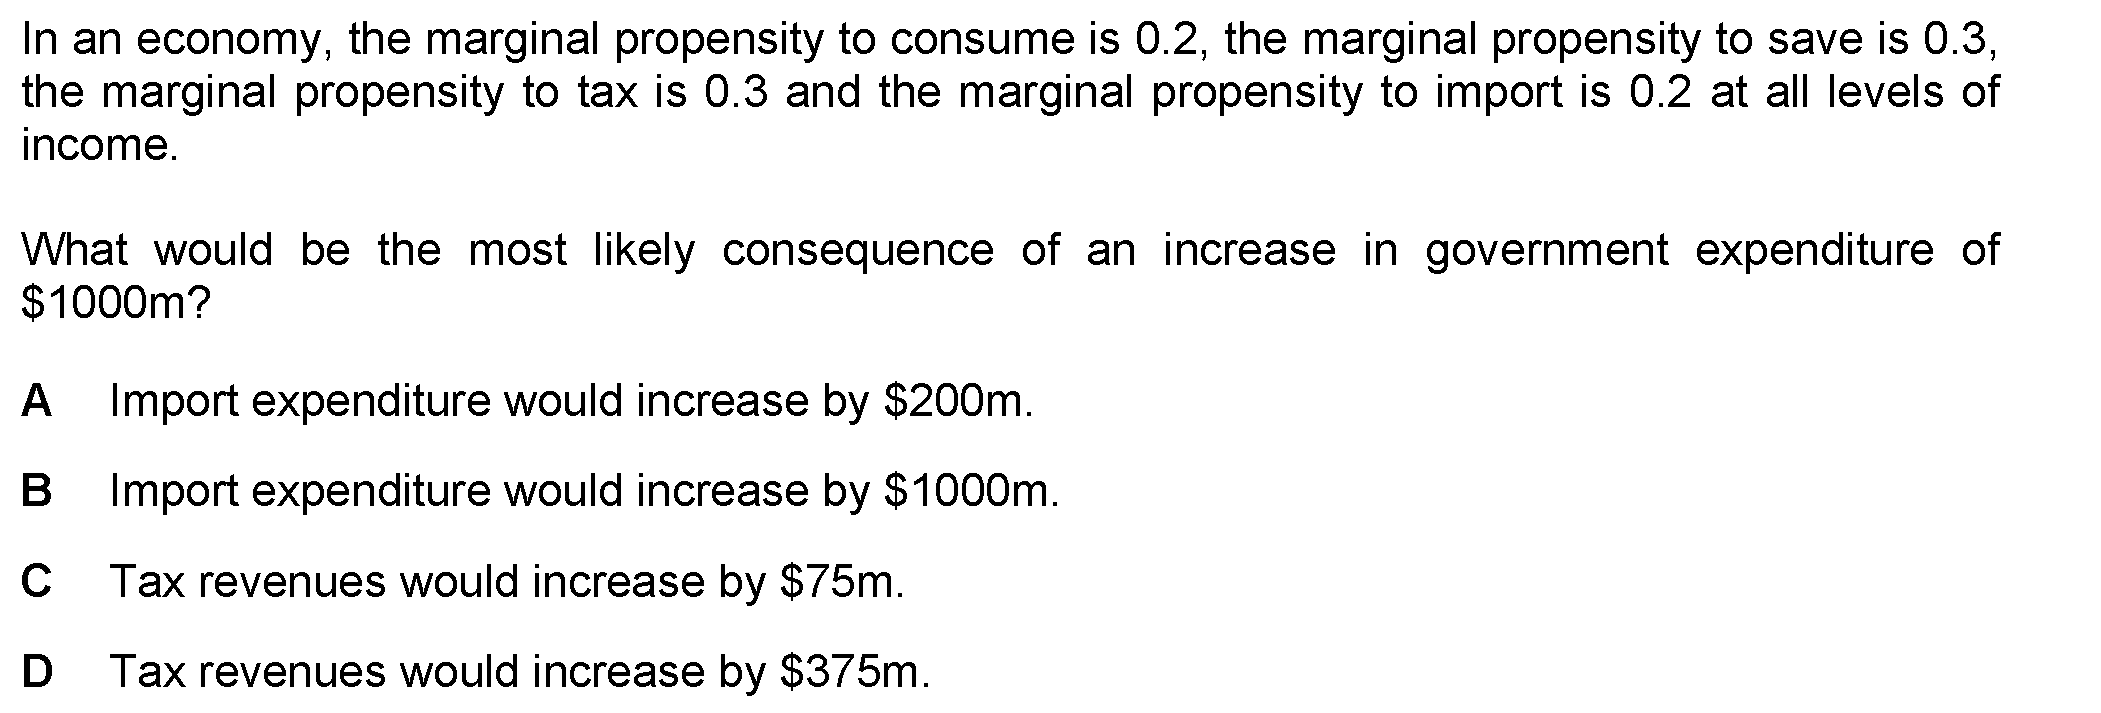 In an economy, the marginal propensity to consume is 0.2, the marginal propensity to save is 0.3,
the marginal propensity to tax is 0.3 and the marginal propensity to import is 0.2 at all levels of
income.
What would be the most likely consequence of an increase in government expenditure of
$1000m?
A Import expenditure would increase by $200m.
B Import expenditure would increase by $1000m.
C Tax revenues would increase by $75m.
D Tax revenues would increase by $375m.